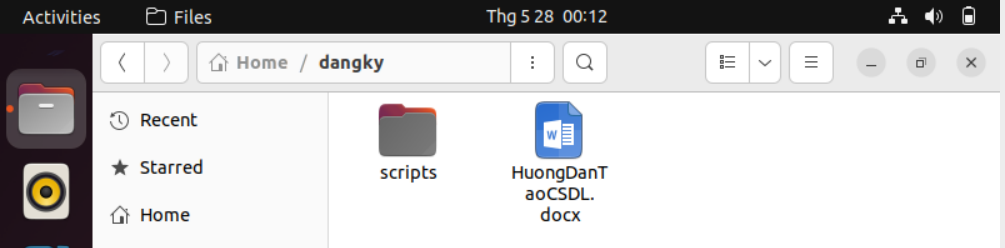 Activities
Files
Thg 5 28 00:12
Home / dangky
Recent
Starred
Home
scripts
W
HuongDanT
aoCSDL.
docx